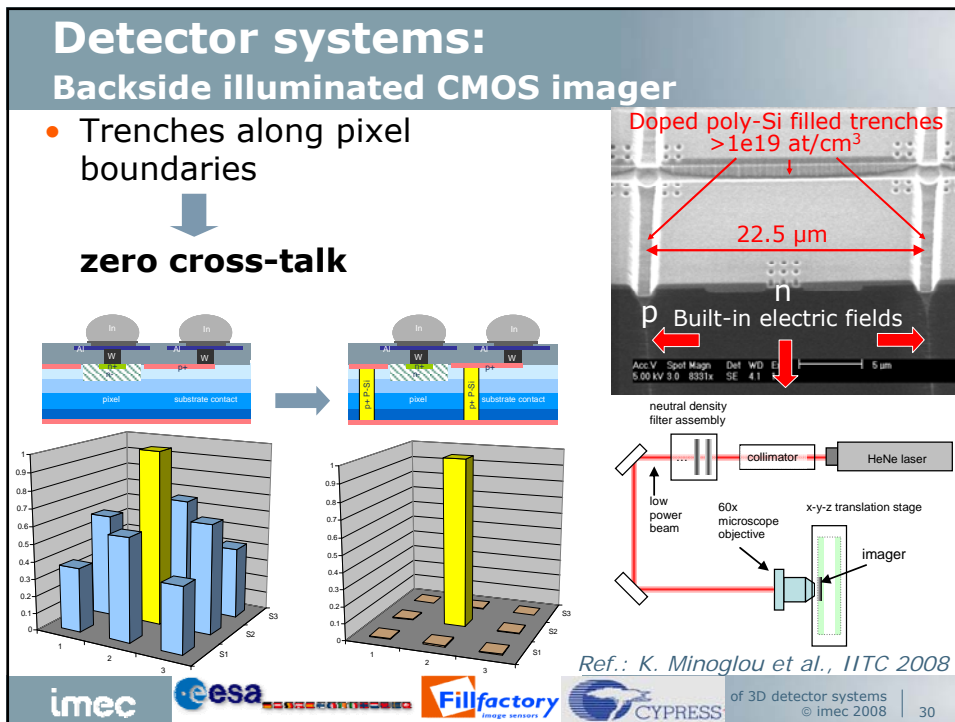 Detector systems:
Backside illuminated CMOS imager
• Trenches along pixel
boundaries
zero cross-talk
Doped poly-Si filled trenches
>1e19 at/cm³
22.5 µm
n
p
Built-in electric fields
Acc.V Spot Magn Det WD
5.00 kV 3.0 8331x SE 4.1
5 µm
In In
Al Al
W W
n+ p+
n-
pixel substrate contact
In In
Al Al
W W
n+ p+
n-
p+ P-Si pixel p+ P-Si substrate contact
1
0.9
0.8
0.7
0.6
0.5
0.4
0.3
0.2
0.1
0
1 2 3
S1 S2 S3
1
0.9
0.8
0.7
0.6
0.5
0.4
0.3
0.2
0.1
0
1 2 3
S1 S2 S3
neutral density
filter assembly
...
collimator
HeNe laser
low
power
beam
60x
microscope
objective
x-y-z translation stage
imager
Ref.: K. Minoglou et al., IITC 2008
imec
esa
Fillfactory
image sensors
CYPRESS
of 3D detector systems
© imec 2008
30